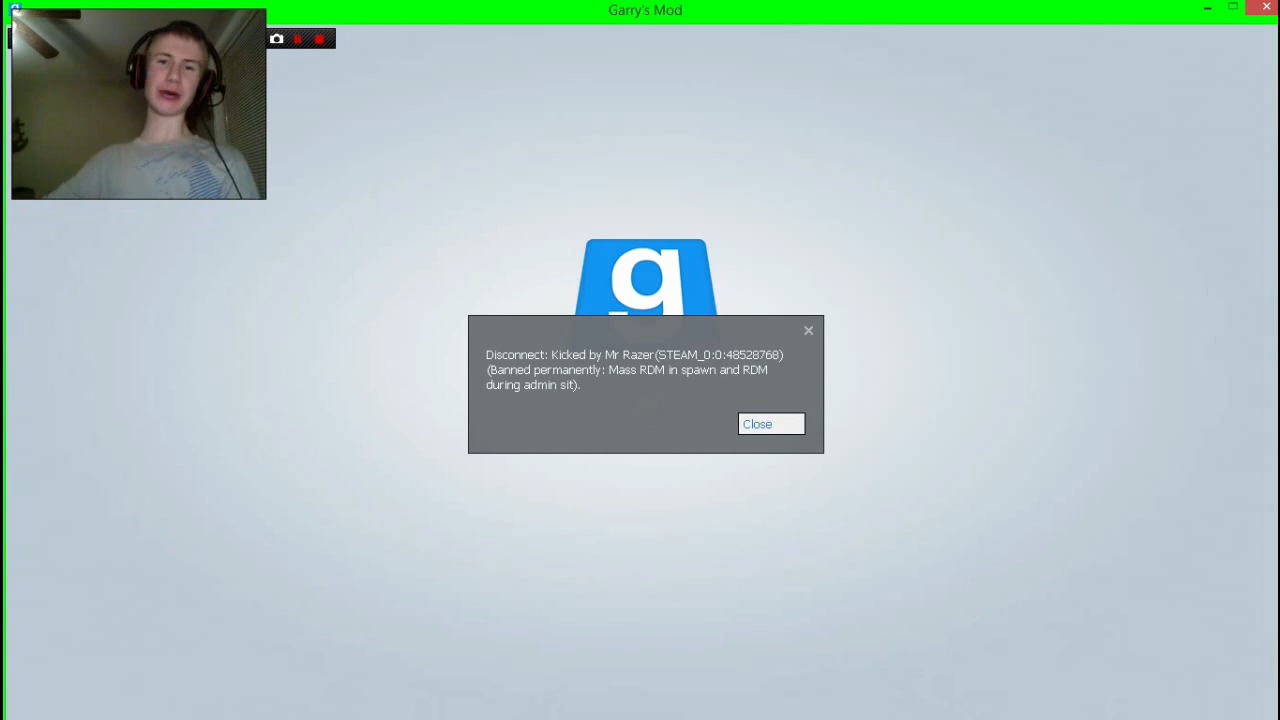 Garry's Mod
g
Disconnect: Kicked by Mr Razer(STEAM_0:0:48528768)
(Banned permanently: Mass RDM in spawn and RDM
during admin sit).
Close